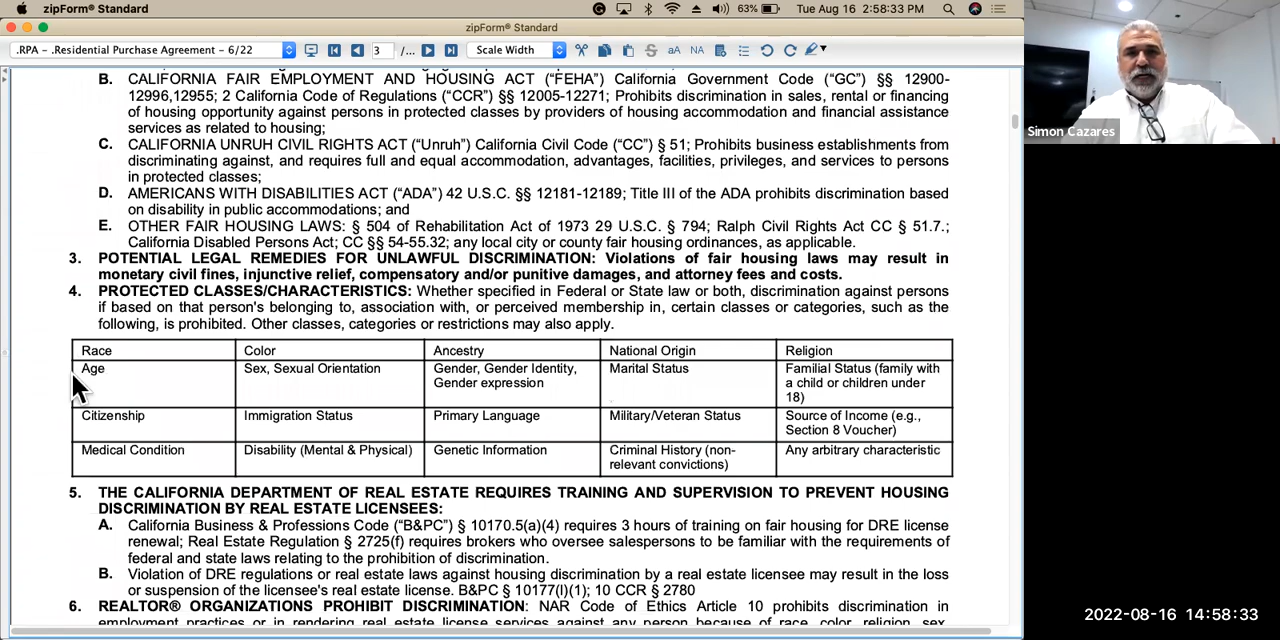 zipForm® Standard
63%
Tue Aug 16 2:58:33 PM
zipForm® Standard
.RPA - .Residential Purchase Agreement - 6/22
3
/...
Scale Width
S
aA
NA
B. CALIFORNIA FAIR EMPLOYMENT AND HOUSING ACT (“FEHA”) California Government Code (“GC”) §§ 12900-
12996,12955; 2 California Code of Regulations (“CCR”) §§ 12005-12271; Prohibits discrimination in sales, rental or financing
of housing opportunity against persons in protected classes by providers of housing accommodation and financial assistance
services as related to housing;
C. CALIFORNIA UNRUH CIVIL RIGHTS ACT (“Unruh”) California Civil Code (“CC”) § 51; Prohibits business establishments from
discriminating against, and requires full and equal accommodation, advantages, facilities, privileges, and services to persons
in protected classes;
D. AMERICANS WITH DISABILITIES ACT (“ADA”) 42 U.S.C. §§ 12181-12189; Title III of the ADA prohibits discrimination based
on disability in public accommodations; and
E. OTHER FAIR HOUSING LAWS: § 504 of Rehabilitation Act of 1973 29 U.S.C. § 794; Ralph Civil Rights Act CC § 51.7.;
California Disabled Persons Act; CC §§ 54-55.32; any local city or county fair housing ordinances, as applicable.
3. POTENTIAL LEGAL REMEDIES FOR UNLAWFUL DISCRIMINATION: Violations of fair housing laws may result in
monetary civil fines, injunctive relief, compensatory and/or punitive damages, and attorney fees and costs.
4. PROTECTED CLASSES/CHARACTERISTICS: Whether specified in Federal or State law or both, discrimination against persons
if based on that person's belonging to, association with, or perceived membership in, certain classes or categories, such as the
following, is prohibited. Other classes, categories or restrictions may also apply.
Race
Color
Ancestry
National Origin
Religion
Age
Sex, Sexual Orientation
Gender, Gender Identity,
Gender expression
Marital Status
Familial Status (family with
a child or children under
18)
Citizenship
Immigration Status
Primary Language
Military/Veteran Status
Source of Income (e.g.,
Section 8 Voucher)
Medical Condition
Disability (Mental & Physical)
Genetic Information
Criminal History (non-
relevant convictions)
Any arbitrary characteristic
5. THE CALIFORNIA DEPARTMENT OF REAL ESTATE REQUIRES TRAINING AND SUPERVISION TO PREVENT HOUSING
DISCRIMINATION BY REAL ESTATE LICENSEES:
A. California Business & Professions Code (“B&PC”) § 10170.5(a)(4) requires 3 hours of training on fair housing for DRE license
renewal; Real Estate Regulation § 2725(f) requires brokers who oversee salespersons to be familiar with the requirements of
federal and state laws relating to the prohibition of discrimination.
B. Violation of DRE regulations or real estate laws against housing discrimination by a real estate licensee may result in the loss
or suspension of the licensee's real estate license. B&PC § 10177(l)(1); 10 CCR § 2780
6. REALTOR® ORGANIZATIONS PROHIBIT DISCRIMINATION: NAR Code of Ethics Article 10 prohibits discrimination in
employment practices or in rendering real estate license services against any person because of race, color, religion, sex,
Simon Cazares
2022-08-16 14:58:33